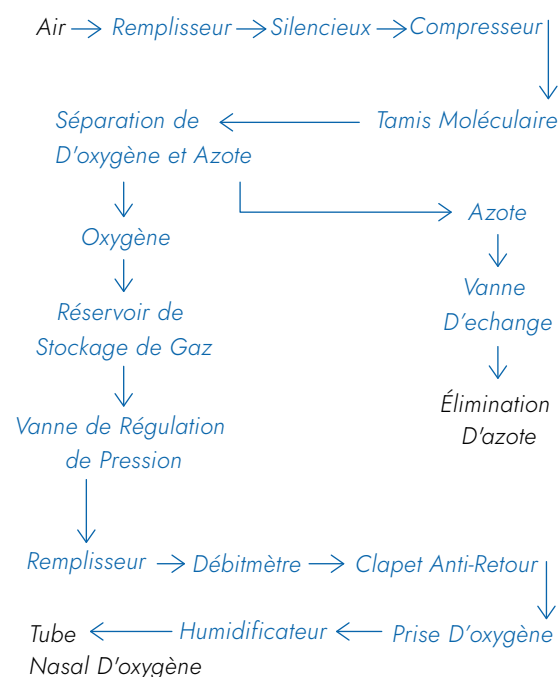 Air → Remplisseur → Silencieux → Compresseur
Tamis Moléculaire
Séparation de
D'oxygène et Azote
Azote
Oxygène
Vanne
D'echange
Réservoir de
Stockage de Gaz
Élimination
D'azote
Vanne de Régulation
de Pression
Remplisseur → Débitmètre → Clapet Anti-Retour
Prise D'oxygène
Humidificateur
Tube
Nasal D'oxygène